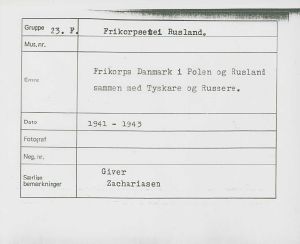 Gruppe 23. F. Frikorpset i Rusland.
Mus.nr.
Emne Frikorps Danmark i Polen og Rusland
sammen med Tyskare og Russere.
Dato 1941 - 1943
Fotograf
Neg. nr.
Særlige Giver
bemærkninger Zachariasen